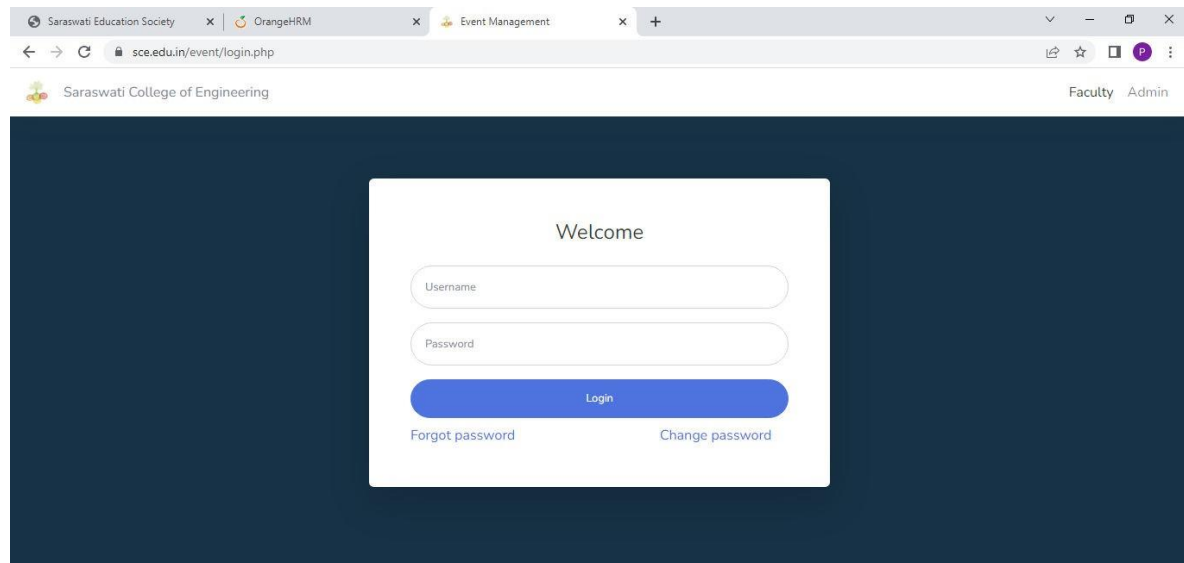 Saraswati Education Society OrangeHRM Event Management
sce.edu.in/event/login.php P
Saraswati College of Engineering Faculty Admin
Welcome
Username
Password
Login
Forgot password Change password